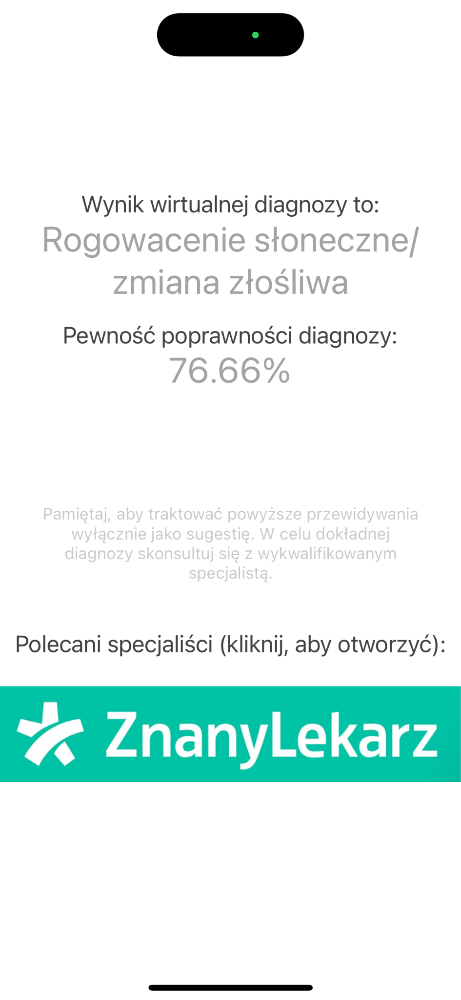 Wynik wirtualnej diagnozy to:
Rogowacenie słoneczne/
zmiana złośliwa
Pewność poprawności diagnozy:
76.66%
Pamiętaj, aby traktować powyższe przewidywania
wyłącznie jako sugestię. W celu dokładnej
diagnozy skonsultuj się z wykwalifikowanym
specjalistą.
Polecani specjaliści (kliknij, aby otworzyć):
ZnanyLekarz